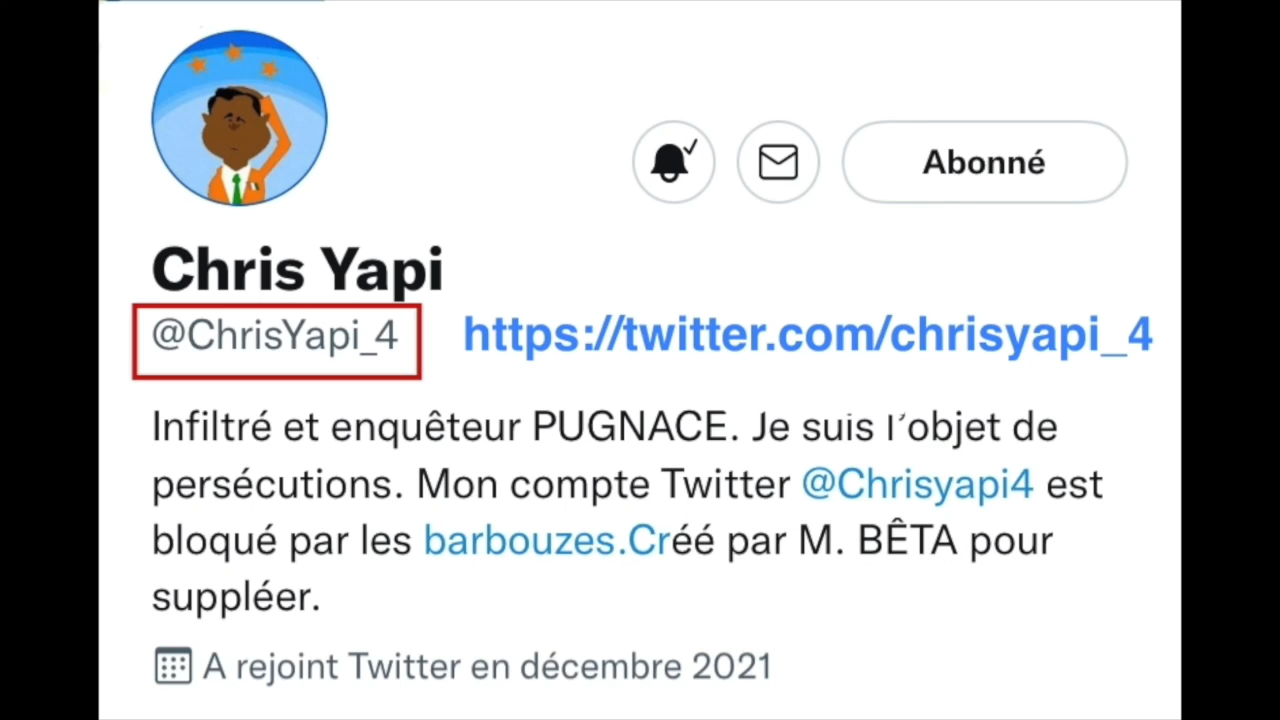 Abonné
Chris Yapi
@ChrisYapi_4
https://twitter.com/chrisyapi_4
Infiltré et enquêteur PUGNACE. Je suis l'objet de
persécutions. Mon compte Twitter @Chrisyapi4 est
bloqué par les barbouzes.Créé par M. BÊTA pour
suppléer.
A rejoint Twitter en décembre 2021